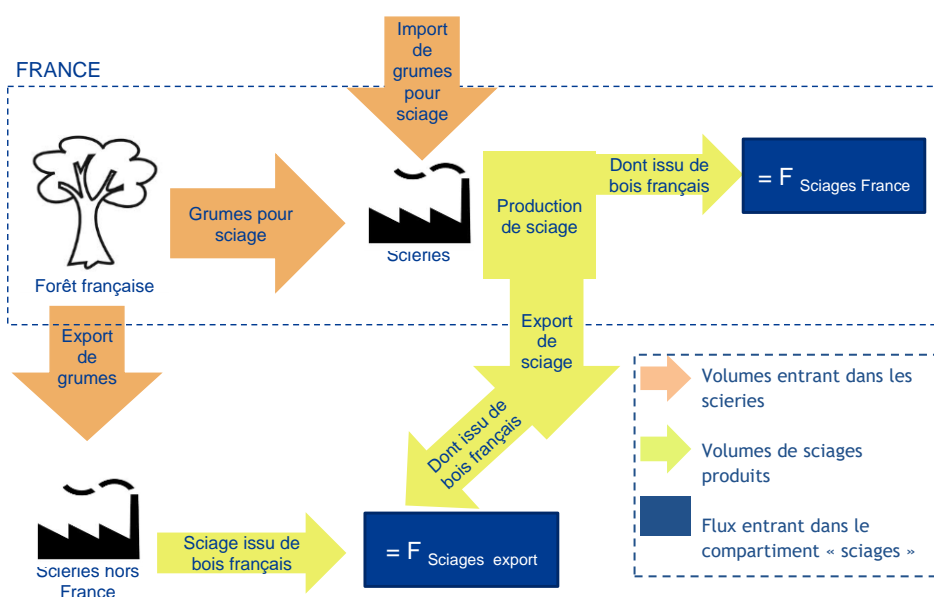 Import
de
grumes
pour
sciage
FRANCE
Forêt française
Grumes pour
sciage
Scieries
Production
de sciage
Dont issu de
bois français
= F Sciages France
Export
de
grumes
Export
de
sciage
Dont issu de
bois français
Scieries hors
France
Sciage issu de
bois français
= F Sciages export
Volumes entrant dans les
scieries
Volumes de sciages
produits
Flux entrant dans le
compartiment « sciages »